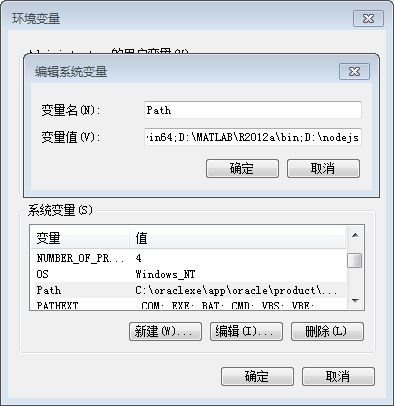 环境变量
的用户变量(U)
编辑系统变量
变量名(N):
Path
变量值(V):
in64;D:\MATLAB\R2012a\bin;D:\nodejs
确定
取消
系统变量(S)
变量 值
NUMBER_OF_PR... 4
OS Windows_NT
Path C:\oraclexe\app\oracle\product\...
PATHEXT .COM;.EXE;.BAT;.CMD;.VBS;.VBE;
新建(W)...
编辑(I)...
删除(L)
确定
取消